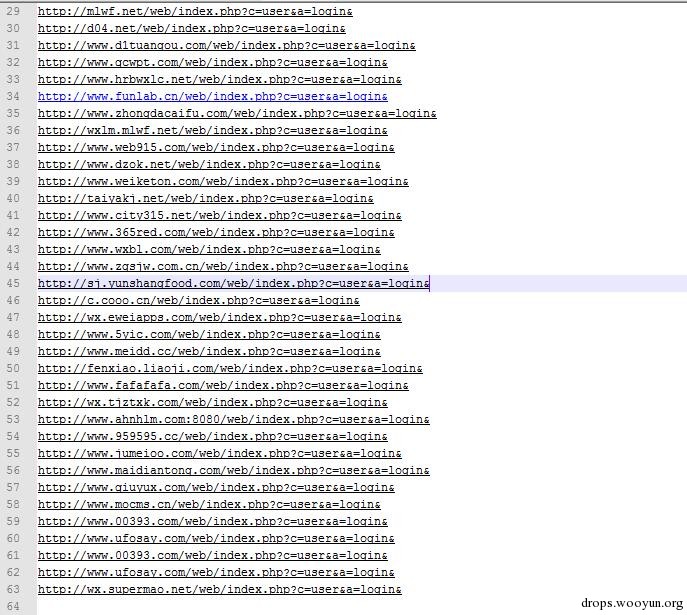 29 http://mlwf.net/web/index.php?c=user&a=login&
30 http://d04.net/web/index.php?c=user&a=login&
31 http://www.d1tuangou.com/web/index.php?c=user&a=login&
32 http://www.gcwpt.com/web/index.php?c=user&a=login&
33 http://www.hrbwxlc.net/web/index.php?c=user&a=login&
34 http://www.funlab.cn/web/index.php?c=user&a=login&
35 http://www.zhongdacaifu.com/web/index.php?c=user&a=login&
36 http://wxlm.mlwf.net/web/index.php?c=user&a=login&
37 http://www.web915.com/web/index.php?c=user&a=login&
38 http://www.dzok.net/web/index.php?c=user&a=login&
39 http://www.weiketon.com/web/index.php?c=user&a=login&
40 http://taiyakj.net/web/index.php?c=user&a=login&
41 http://www.city315.net/web/index.php?c=user&a=login&
42 http://www.365red.com/web/index.php?c=user&a=login&
43 http://www.wxbl.com/web/index.php?c=user&a=login&
44 http://www.zgsjw.com.cn/web/index.php?c=user&a=login&
45 http://sj.yunshangfood.com/web/index.php?c=user&a=login&
46 http://c.cooo.cn/web/index.php?c=user&a=login&
47 http://wx.eweiapps.com/web/index.php?c=user&a=login&
48 http://www.5yic.com/web/index.php?c=user&a=login&
49 http://www.meidd.cc/web/index.php?c=user&a=login&
50 http://fenxiao.liaoji.com/web/index.php?c=user&a=login&
51 http://www.fafafafa.com/web/index.php?c=user&a=login&
52 http://wx.tjztxk.com/web/index.php?c=user&a=login&
53 http://www.ahnhlm.com:8080/web/index.php?c=user&a=login&
54 http://www.959595.cc/web/index.php?c=user&a=login&
55 http://www.jumeioo.com/web/index.php?c=user&a=login&
56 http://www.maidiantong.com/web/index.php?c=user&a=login&
57 http://www.qiuyux.com/web/index.php?c=user&a=login&
58 http://www.mocms.cn/web/index.php?c=user&a=login&
59 http://www.00393.com/web/index.php?c=user&a=login&
60 http://www.ufosay.com/web/index.php?c=user&a=login&
61 http://www.00393.com/web/index.php?c=user&a=login&
62 http://www.ufosay.com/web/index.php?c=user&a=login&
63 http://wx.supermao.net/web/index.php?c=user&a=login&
64
drops.wooyun.org